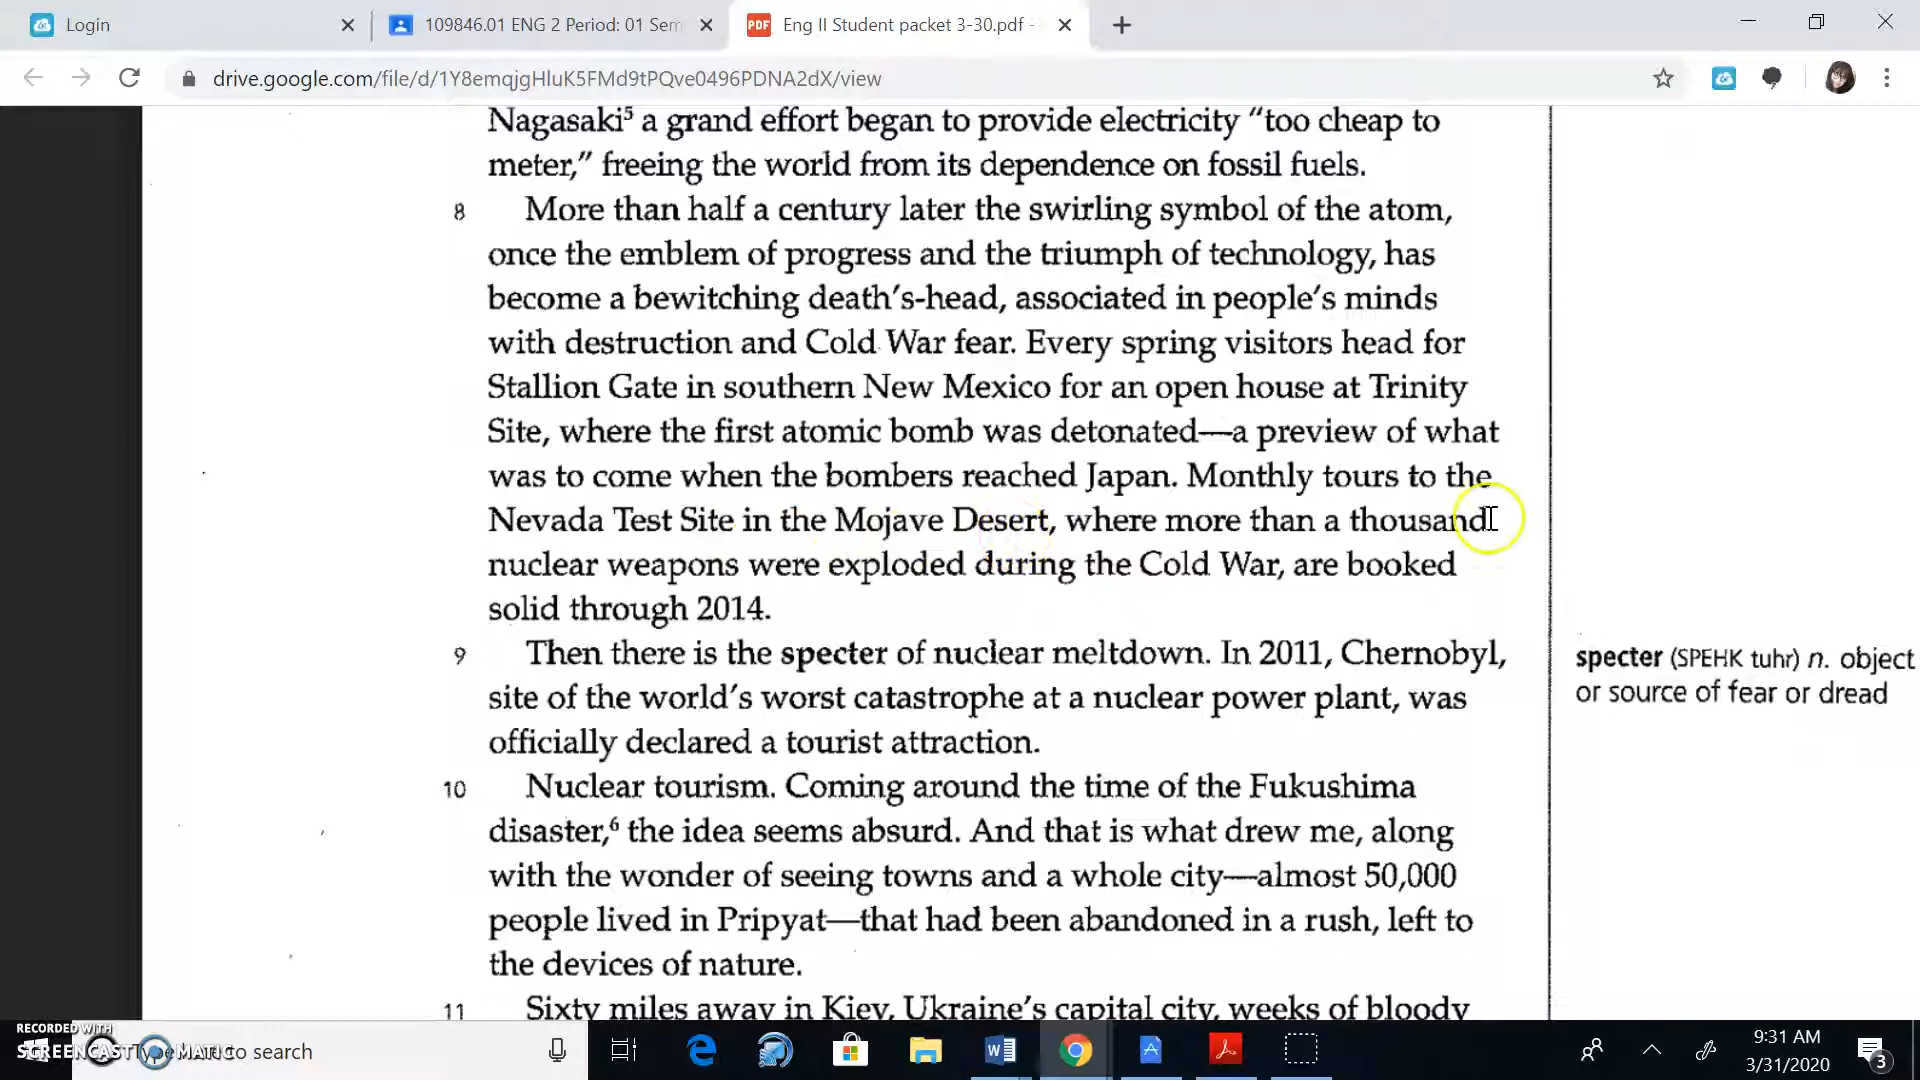 Login
109846.01 ENG 2 Period: 01 Sem
Eng II Student packet 3-30.pdf -
drive.google.com/file/d/1Y8emqjgHluK5FMd9tPQve0496PDNA2dX/view
Nagasaki⁵ a grand effort began to provide electricity “too cheap to
meter,” freeing the world from its dependence on fossil fuels.
8 More than half a century later the swirling symbol of the atom,
once the emblem of progress and the triumph of technology, has
become a bewitching death’s-head, associated in people’s minds
with destruction and Cold War fear. Every spring visitors head for
Stallion Gate in southern New Mexico for an open house at Trinity
Site, where the first atomic bomb was detonated—a preview of what
was to come when the bombers reached Japan. Monthly tours to the
Nevada Test Site in the Mojave Desert, where more than a thousand
nuclear weapons were exploded during the Cold War, are booked
solid through 2014.
9 Then there is the specter of nuclear meltdown. In 2011, Chernobyl,
site of the world’s worst catastrophe at a nuclear power plant, was
officially declared a tourist attraction.
specter (SPEHK tuhr) n. object
or source of fear or dread
10 Nuclear tourism. Coming around the time of the Fukushima
disaster,⁶ the idea seems absurd. And that is what drew me, along
with the wonder of seeing towns and a whole city—almost 50,000
people lived in Pripyat—that had been abandoned in a rush, left to
the devices of nature.
11 Sixty miles away in Kiev, Ukraine’s capital city, weeks of bloody
RECORDED WITH
SCREENCAST MATIC
Type here to search
9:31 AM
3/31/2020
3